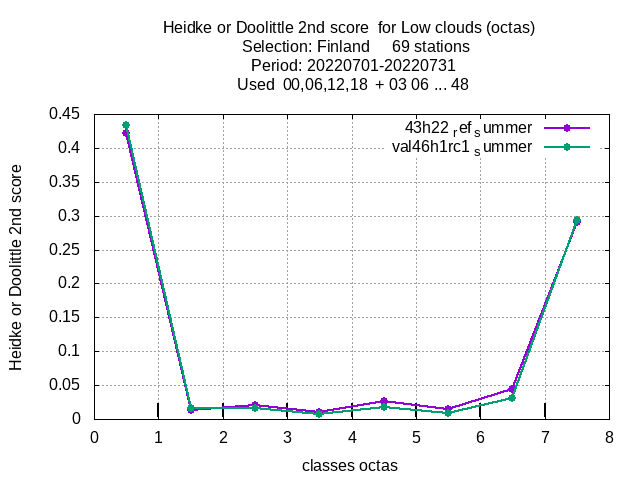 Heidke or Doolittle 2nd score  for Low clouds (octas)
Selection: Finland     69 stations
Period: 20220701-20220731
Used  00,06,12,18  + 03 06 ... 48
43h22 ref summer
val46h1rc1 summer
Heidke or Doolittle 2nd score
0.45
0.4
0.35
0.3
0.25
0.2
0.15
0.1
0.05
0
0 1 2 3 4 5 6 7 8
classes octas